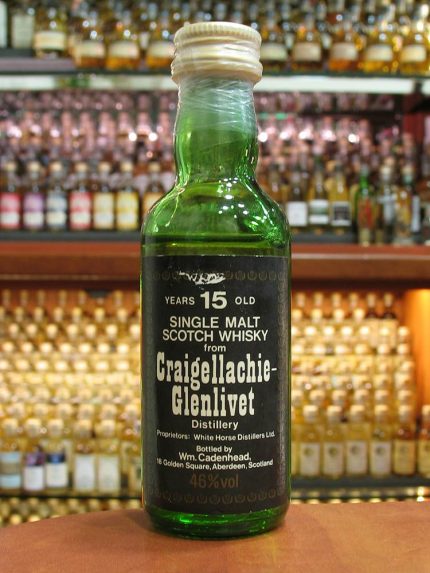 YEARS 15 OLD
SINGLE MALT
SCOTCH WHISKY
from
Craigellachie-
Glenlivet
Distillery
Proprietors: White Horse Distillers Ltd.
Bottled by
Wm. Cadenhead,
18 Golden Square, Aberdeen, Scotland
46%vol